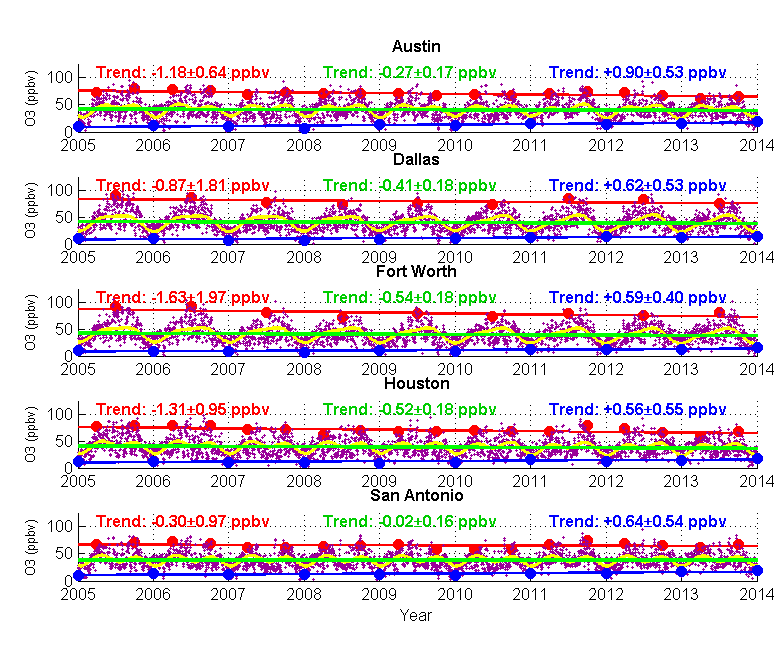 Austin
O3 (ppbv)
100
50
0
Trend: -1.18±0.64 ppbv Trend: -0.27±0.17 ppbv Trend: +0.90±0.53 ppbv
2005 2006 2007 2008 2009 2010 2011 2012 2013 2014
Dallas
O3 (ppbv)
100
50
0
Trend: -0.87±1.81 ppbv Trend: -0.41±0.18 ppbv Trend: +0.62±0.53 ppbv
2005 2006 2007 2008 2009 2010 2011 2012 2013 2014
Fort Worth
O3 (ppbv)
100
50
0
Trend: -1.63±1.97 ppbv Trend: -0.54±0.18 ppbv Trend: +0.59±0.40 ppbv
2005 2006 2007 2008 2009 2010 2011 2012 2013 2014
Houston
O3 (ppbv)
100
50
0
Trend: -1.31±0.95 ppbv Trend: -0.52±0.18 ppbv Trend: +0.56±0.55 ppbv
2005 2006 2007 2008 2009 2010 2011 2012 2013 2014
San Antonio
O3 (ppbv)
100
50
0
Trend: -0.30±0.97 ppbv Trend: -0.02±0.16 ppbv Trend: +0.64±0.54 ppbv
2005 2006 2007 2008 2009 2010 2011 2012 2013 2014
Year